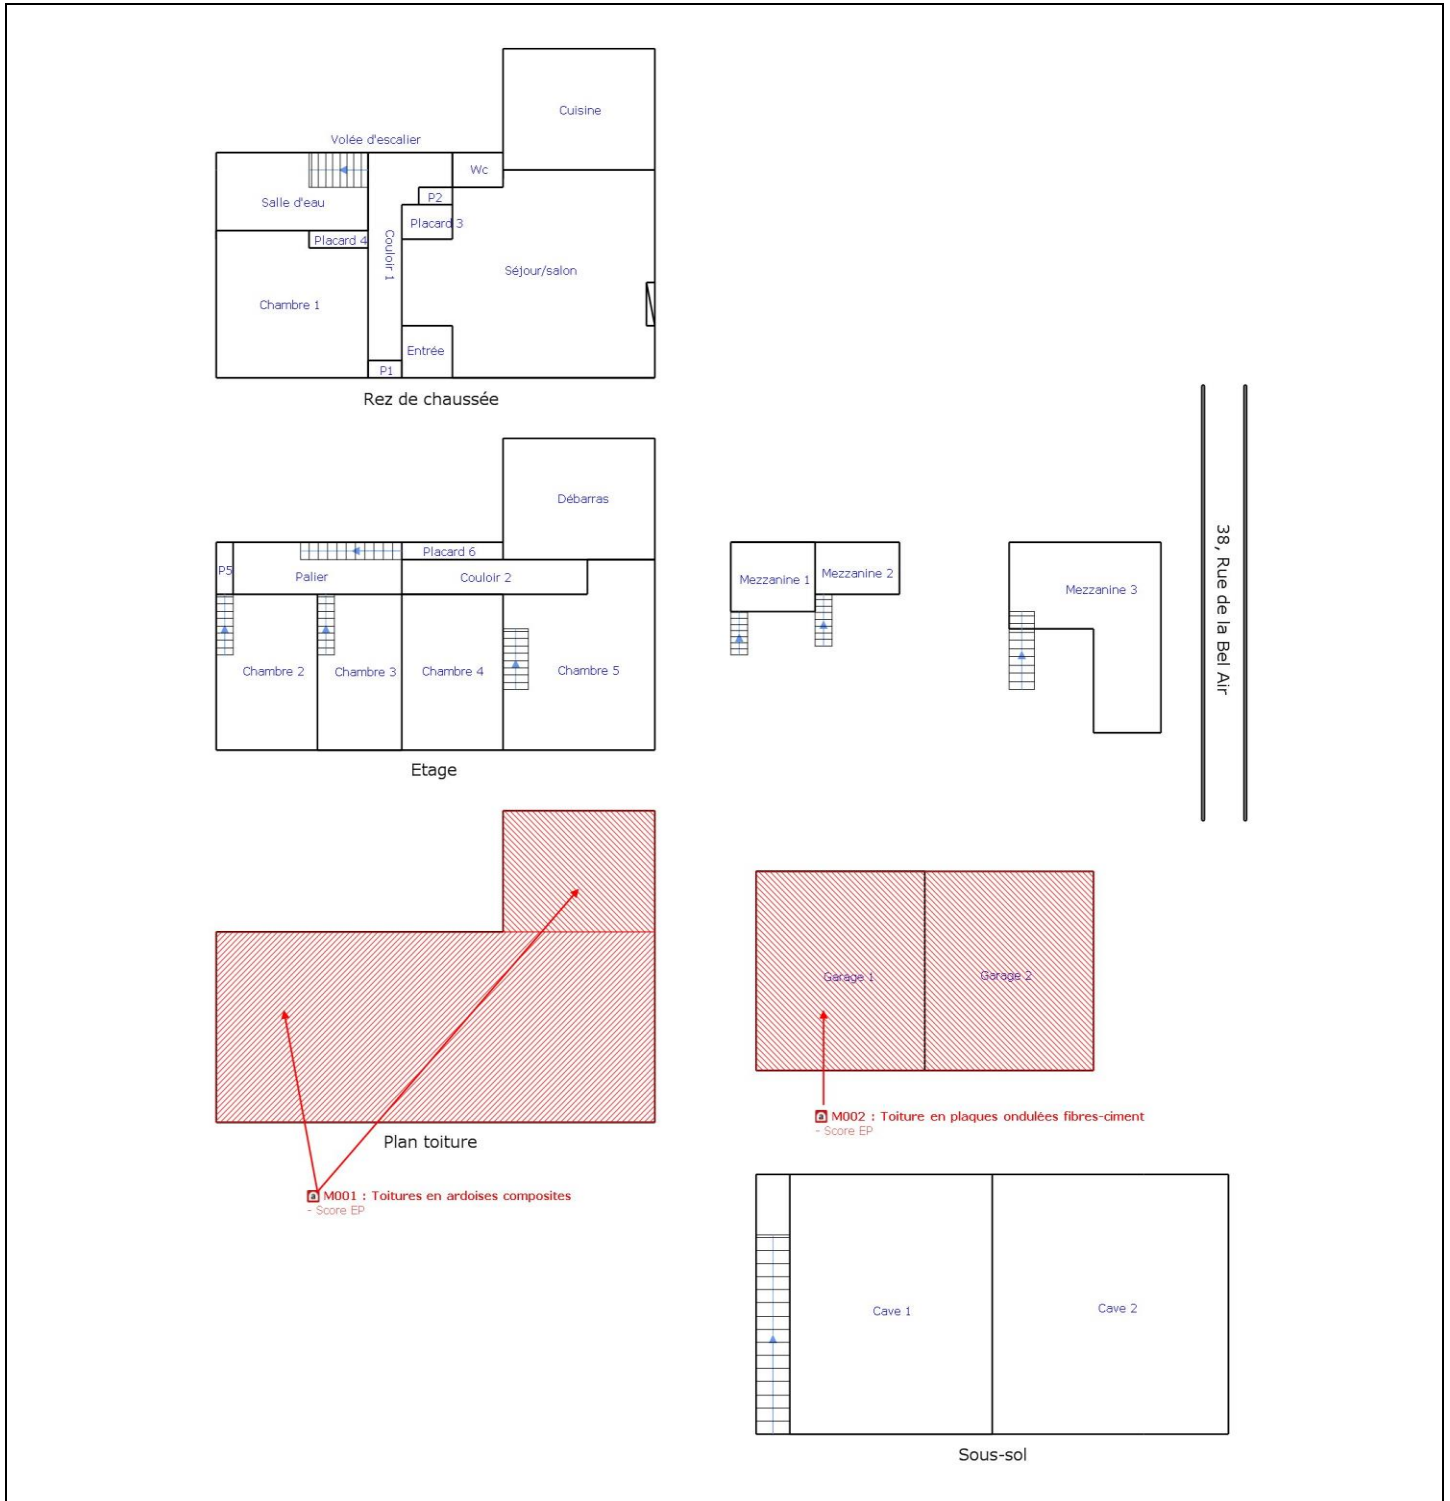 Cuisine
Volée d'escalier
Wc
Salle d'eau
P2
Placard 3
Placard 4
Couloir 1
Séjour/salon
Chambre 1
Entrée
P1
Rez de chaussée
Débarras
Placard 6
P5
Palier
Couloir 2
Chambre 2
Chambre 3
Chambre 4
Chambre 5
Etage
Mezzanine 1
Mezzanine 2
Mezzanine 3
38, Rue de la Bel Air
Garage 1
Garage 2
a M002 : Toiture en plaques ondulées fibres-ciment
- Score EP
Plan toiture
a M001 : Toitures en ardoises composites
- Score EP
Cave 1
Cave 2
Sous-sol